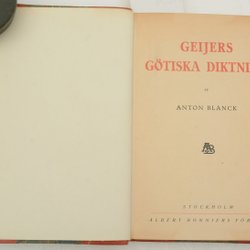 GEIJERS
GÖTISKA DIKTNI
AV
ANTON BLANCK
STOCKHOLM
ALBERT BONNIERS FÖR